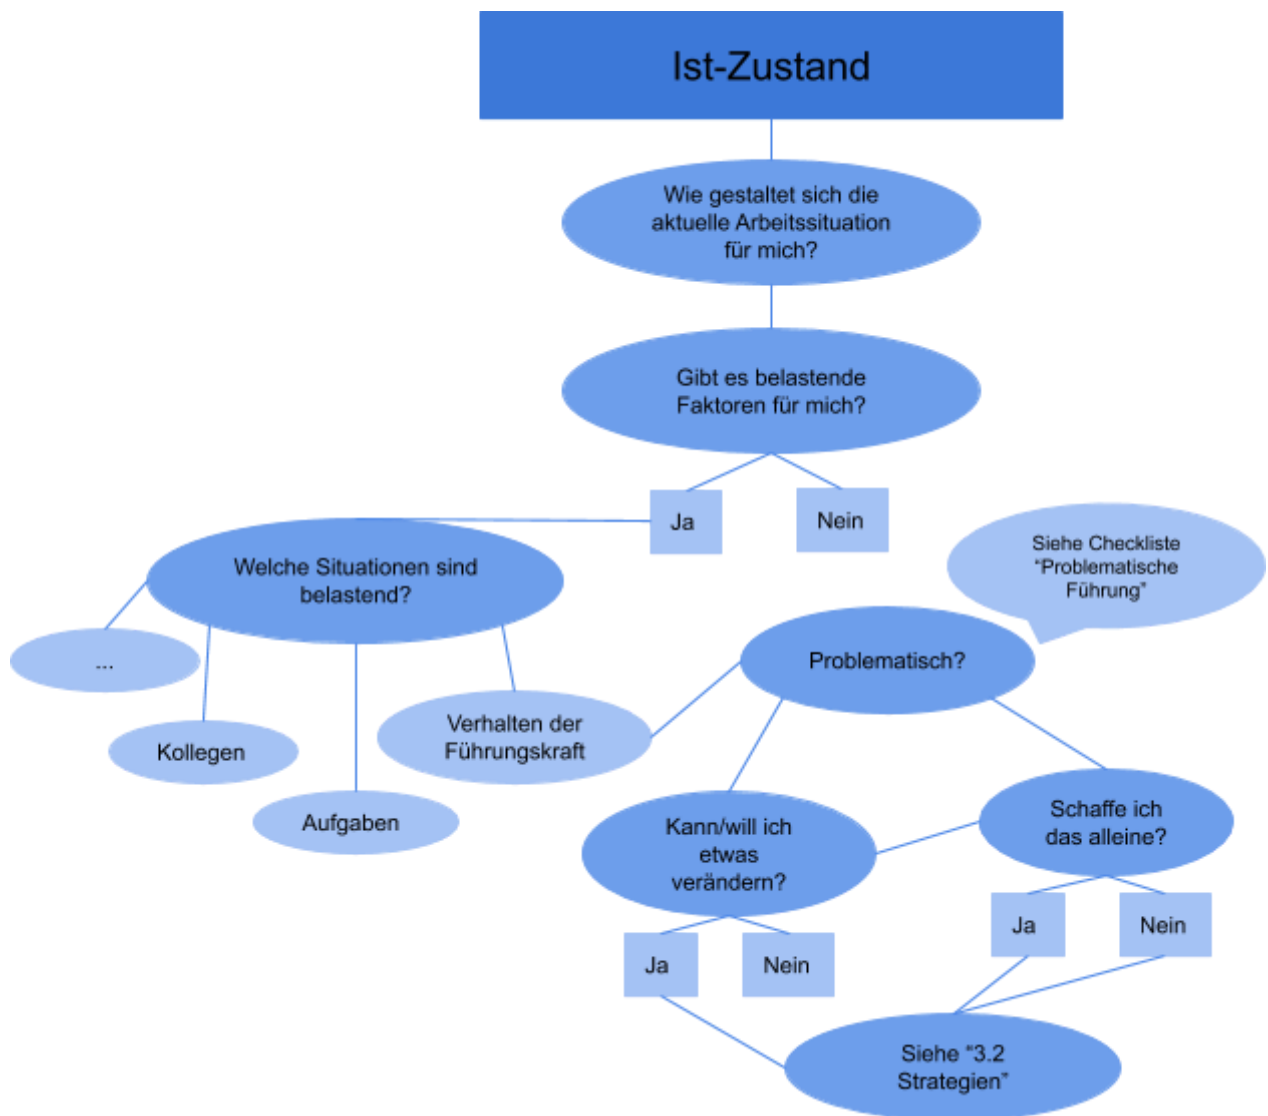 Ist-Zustand
Wie gestaltet sich die
aktuelle Arbeitssituation
für mich?
Gibt es belastende
Faktoren für mich?
Ja
Nein
Welche Situationen sind
belastend?
Siehe Checkliste
“Problematische
Führung”
...
Kollegen
Aufgaben
Verhalten der
Führungskraft
Problematisch?
Kann/will ich
etwas
verändern?
Schaffe ich
das alleine?
Ja
Nein
Ja
Nein
Siehe “3.2
Strategien”